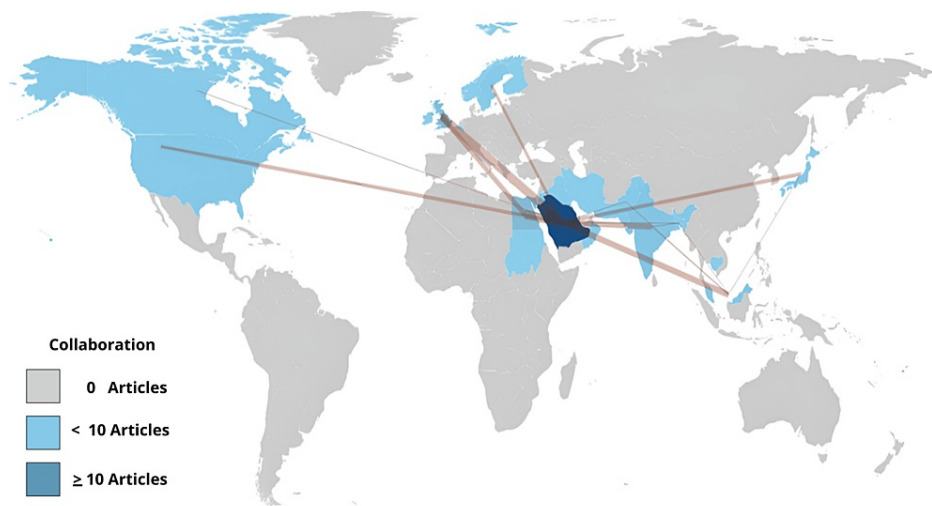 Collaboration
0 Articles
< 10 Articles
≥ 10 Articles